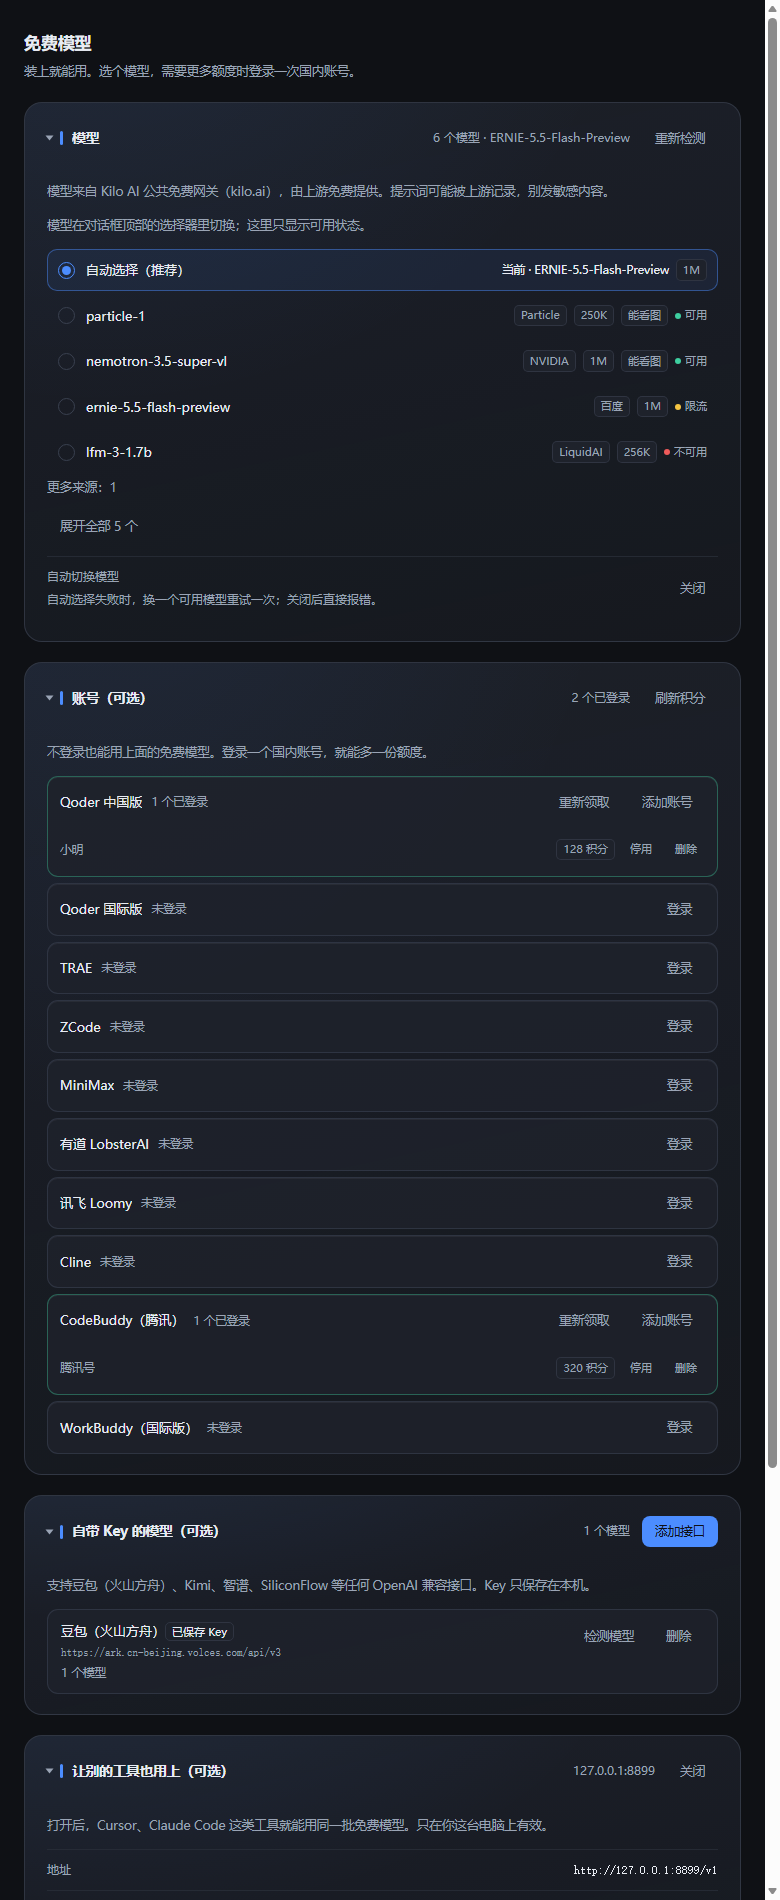 免费模型
装上就能用。选个模型，需要更多额度时登录一次国内账号。
模型
6 个模型 · ERNIE-5.5-Flash-Preview 重新检测
模型来自 Kilo AI 公共免费网关（kilo.ai），由上游免费提供。提示词可能被上游记录，别发敏感内容。
模型在对话框顶部的选择器里切换；这里只显示可用状态。
自动选择（推荐） 当前 · ERNIE-5.5-Flash-Preview 1M
particle-1 Particle 250K 能看图 可用
nemotron-3.5-super-vl NVIDIA 1M 能看图 可用
ernie-5.5-flash-preview 百度 1M 限流
lfm-3-1.7b LiquidAI 256K 不可用
更多来源：1
展开全部 5 个
自动切换模型
自动选择失败时，换一个可用模型重试一次；关闭后直接报错。
关闭
账号（可选） 2 个已登录 刷新积分
不登录也能用上面的免费模型。登录一个国内账号，就能多一份额度。
Qoder 中国版 1 个已登录 重新领取 添加账号
小明 128 积分 停用 删除
Qoder 国际版 未登录 登录
TRAE 未登录 登录
ZCode 未登录 登录
MiniMax 未登录 登录
有道 LobsterAI 未登录 登录
讯飞 Loomy 未登录 登录
Cline 未登录 登录
CodeBuddy（腾讯） 1 个已登录 重新领取 添加账号
腾讯号 320 积分 停用 删除
WorkBuddy（国际版） 未登录 登录
自带 Key 的模型（可选） 1 个模型 添加接口
支持豆包（火山方舟）、Kimi、智谱、SiliconFlow 等任何 OpenAI 兼容接口。Key 只保存在本机。
豆包（火山方舟） 已保存 Key 检测模型 删除
https://ark.cn-beijing.volces.com/api/v3
1 个模型
让别的工具也用上（可选） 127.0.0.1:8899 关闭
打开后，Cursor、Claude Code 这类工具就能用同一批免费模型。只在你这台电脑上有效。
地址 http://127.0.0.1:8899/v1